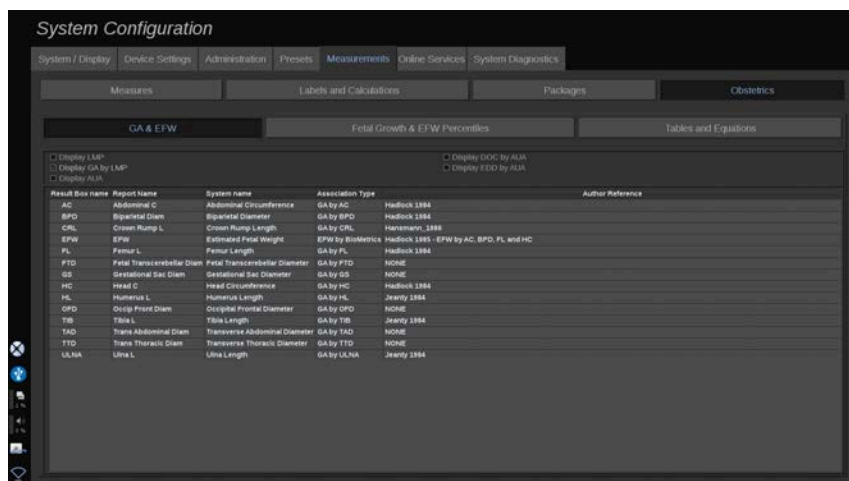 System Configuration
System / Display Device Settings Administration Presets Measurements Online Services System Diagnostics
Measures Labels and Calculations Packages Obstetrics
GA & EFW Fetal Growth & EFW Percentiles Tables and Equations
Display LMP Display DOC by AUA
Display GA by LMP Display EDD by AUA
Display AUA
Result Box name Report Name System name Association Type Author Reference
AC Abdominal C Abdominal Circumference GA by AC Hadlock 1984
BPD Biparietal Diam Biparietal Diameter GA by BPD Hadlock 1984
CRL Crown Rump L Crown Rump Length GA by CRL Hansmann_1986
EFW EFW Estimated Fetal Weight EFW by BioMetrics Hadlock 1985 - EFW by AC, BPD, FL and HC
FL Femur L Femur Length GA by FL Hadlock 1984
FTD Fetal Transcerebellar Diam Fetal Transcerebellar Diameter GA by FTD NONE
GS Gestational Sac Diam Gestational Sac Diameter GA by GS NONE
HC Head C Head Circumference GA by HC Hadlock 1984
HL Humerus L Humerus Length GA by HL Jeanty 1984
OFD Occip Front Diam Occipital Frontal Diameter GA by OFD NONE
TIB Tibia L Tibia Length GA by TIB Jeanty 1984
TAD Trans Abdominal Diam Transverse Abdominal Diameter GA by TAD NONE
TTD Trans Thoracic Diam Transverse Thoracic Diameter GA by TTD NONE
ULNA Ulna L Ulna Length GA by ULNA Jeanty 1984